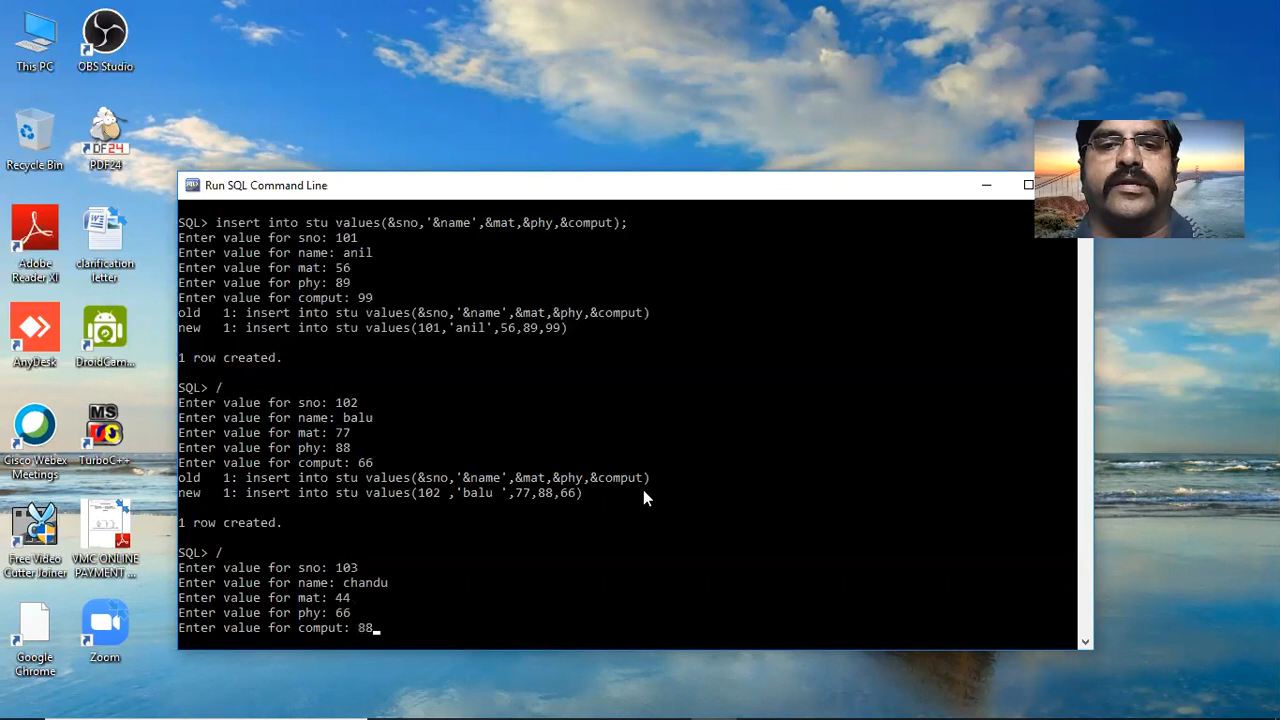 This PC
OBS Studio
Recycle Bin
PDF24
DF24
Adobe
Reader XI
clarification
letter
AnyDesk
DroidCam...
Cisco Webex
Meetings
MS
TurboC++
Free Video
Cutter Joiner
VMC ONLINE
PAYMENT ...
Google
Chrome
Zoom
Run SQL Command Line
SQL> insert into stu values(&sno,'&name',&mat,&phy,&comput);
Enter value for sno: 101
Enter value for name: anil
Enter value for mat: 56
Enter value for phy: 89
Enter value for comput: 99
old   1: insert into stu values(&sno,'&name',&mat,&phy,&comput)
new   1: insert into stu values(101,'anil',56,89,99)
1 row created.
SQL> /
Enter value for sno: 102
Enter value for name: balu
Enter value for mat: 77
Enter value for phy: 88
Enter value for comput: 66
old   1: insert into stu values(&sno,'&name',&mat,&phy,&comput)
new   1: insert into stu values(102 ,'balu ',77,88,66)
1 row created.
SQL> /
Enter value for sno: 103
Enter value for name: chandu
Enter value for mat: 44
Enter value for phy: 66
Enter value for comput: 88